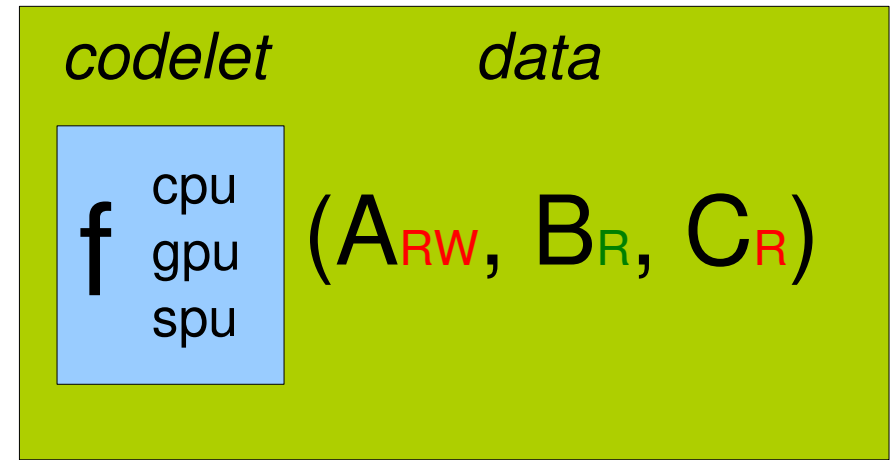 codelet data
cpu
f gpu (ARW, BR, CR)
spu